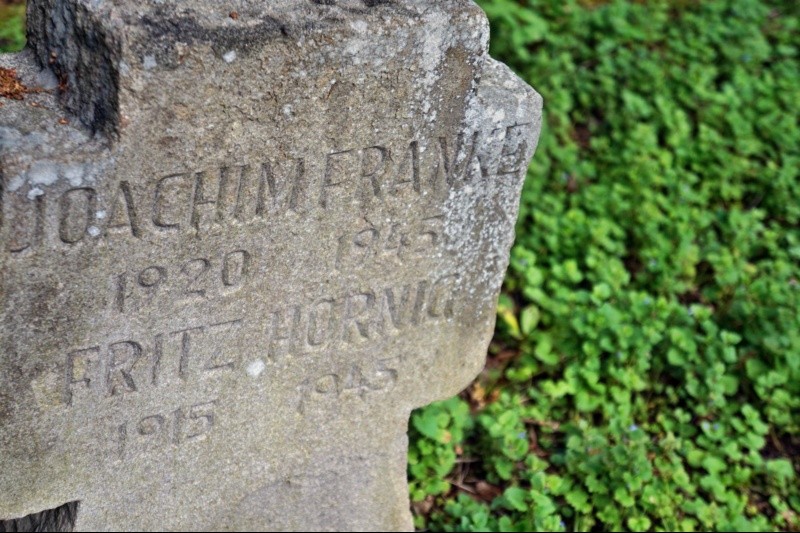 JOACHIM FRANKE
1920 1945
FRITZ HORNIG
1915 1945